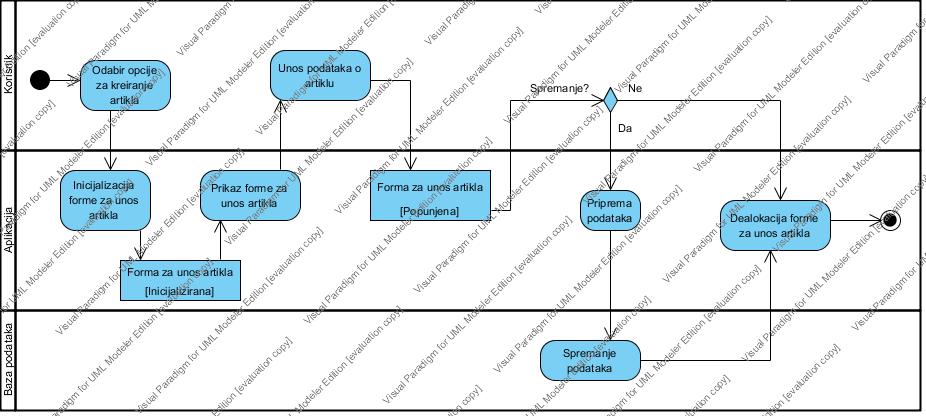 Korisnik
Odabir opcije
za kreiranje
artikla
Unos podataka o
artiklu
Spremanje?
Ne
Da
Aplikacija
Inicijalizacija
forme za unos
artikla
Prikaz forme za
unos artikla
Forma za unos artikla
[Popunjena]
Priprema
podataka
Dealokacija forme
za unos artikla
Forma za unos artikla
[Inicijalizirana]
Baza podataka
Spremanje
podataka
Visual Paradigm for UML Modeler Edition [evaluation copy]